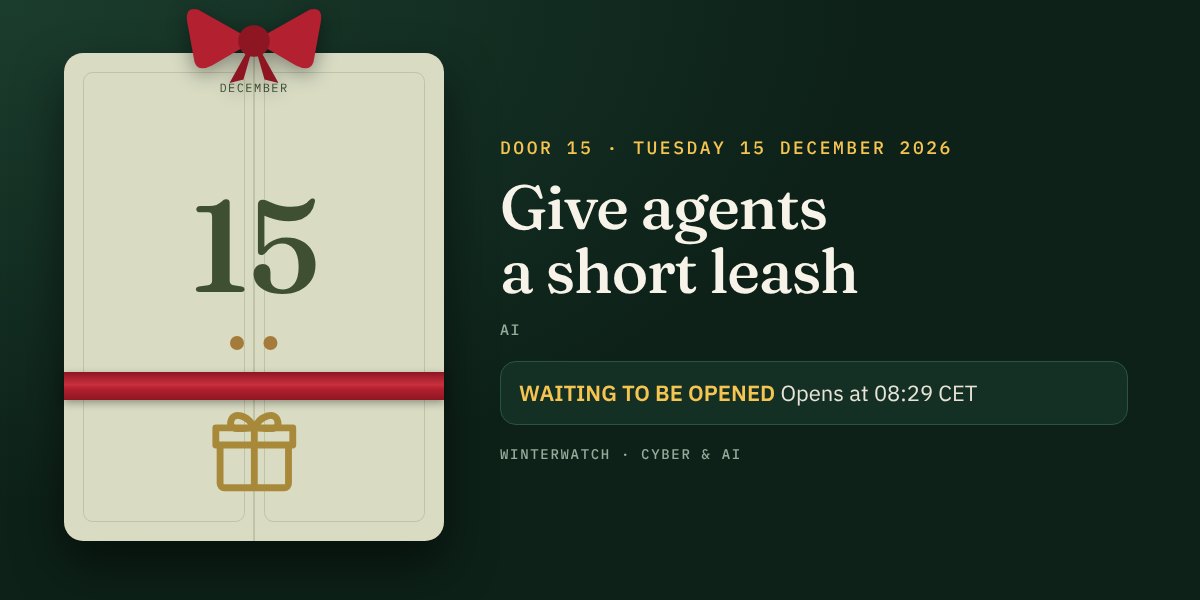 DECEMBER
15
DOOR 15 · TUESDAY 15 DECEMBER 2026
Give agents
a short leash
AI
WAITING TO BE OPENED Opens at 08:29 CET
WINTERWATCH · CYBER & AI